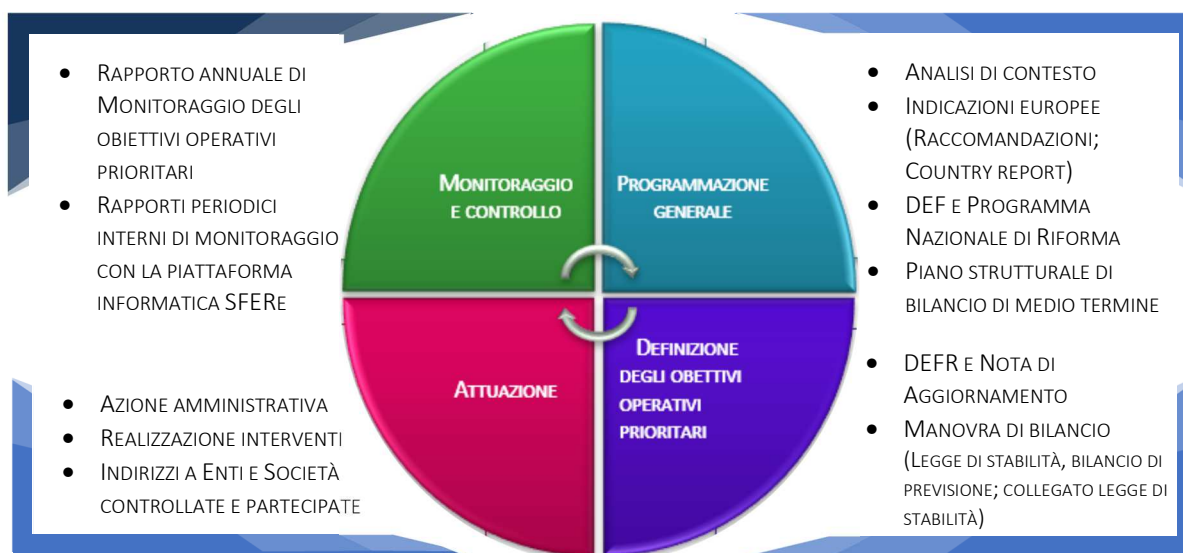 • RAPPORTO ANNUALE DI
MONITORAGGIO DEGLI
OBIETTIVI OPERATIVI
PRIORITARI
• RAPPORTI PERIODICI
INTERNI DI MONITORAGGIO
CON LA PIATTAFORMA
INFORMATICA SFERE
MONITORAGGIO
E CONTROLLO
PROGRAMMAZIONE
GENERALE
• ANALISI DI CONTESTO
• INDICAZIONI EUROPEE
(RACCOMANDAZIONI;
COUNTRY REPORT)
• DEF E PROGRAMMA
NAZIONALE DI RIFORMA
• PIANO STRUTTURALE DI
BILANCIO DI MEDIO TERMINE
• AZIONE AMMINISTRATIVA
• REALIZZAZIONE INTERVENTI
• INDIRIZZI A ENTI E SOCIETÀ
CONTROLLATE E PARTECIPATE
ATTUAZIONE
DEFINIZIONE
DEGLI OBETTIVI
OPERATIVI
PRIORITARI
• DEFR E NOTA DI
AGGIORNAMENTO
• MANOVRA DI BILANCIO
(LEGGE DI STABILITÀ, BILANCIO DI
PREVISIONE; COLLEGATO LEGGE DI
STABILITÀ)